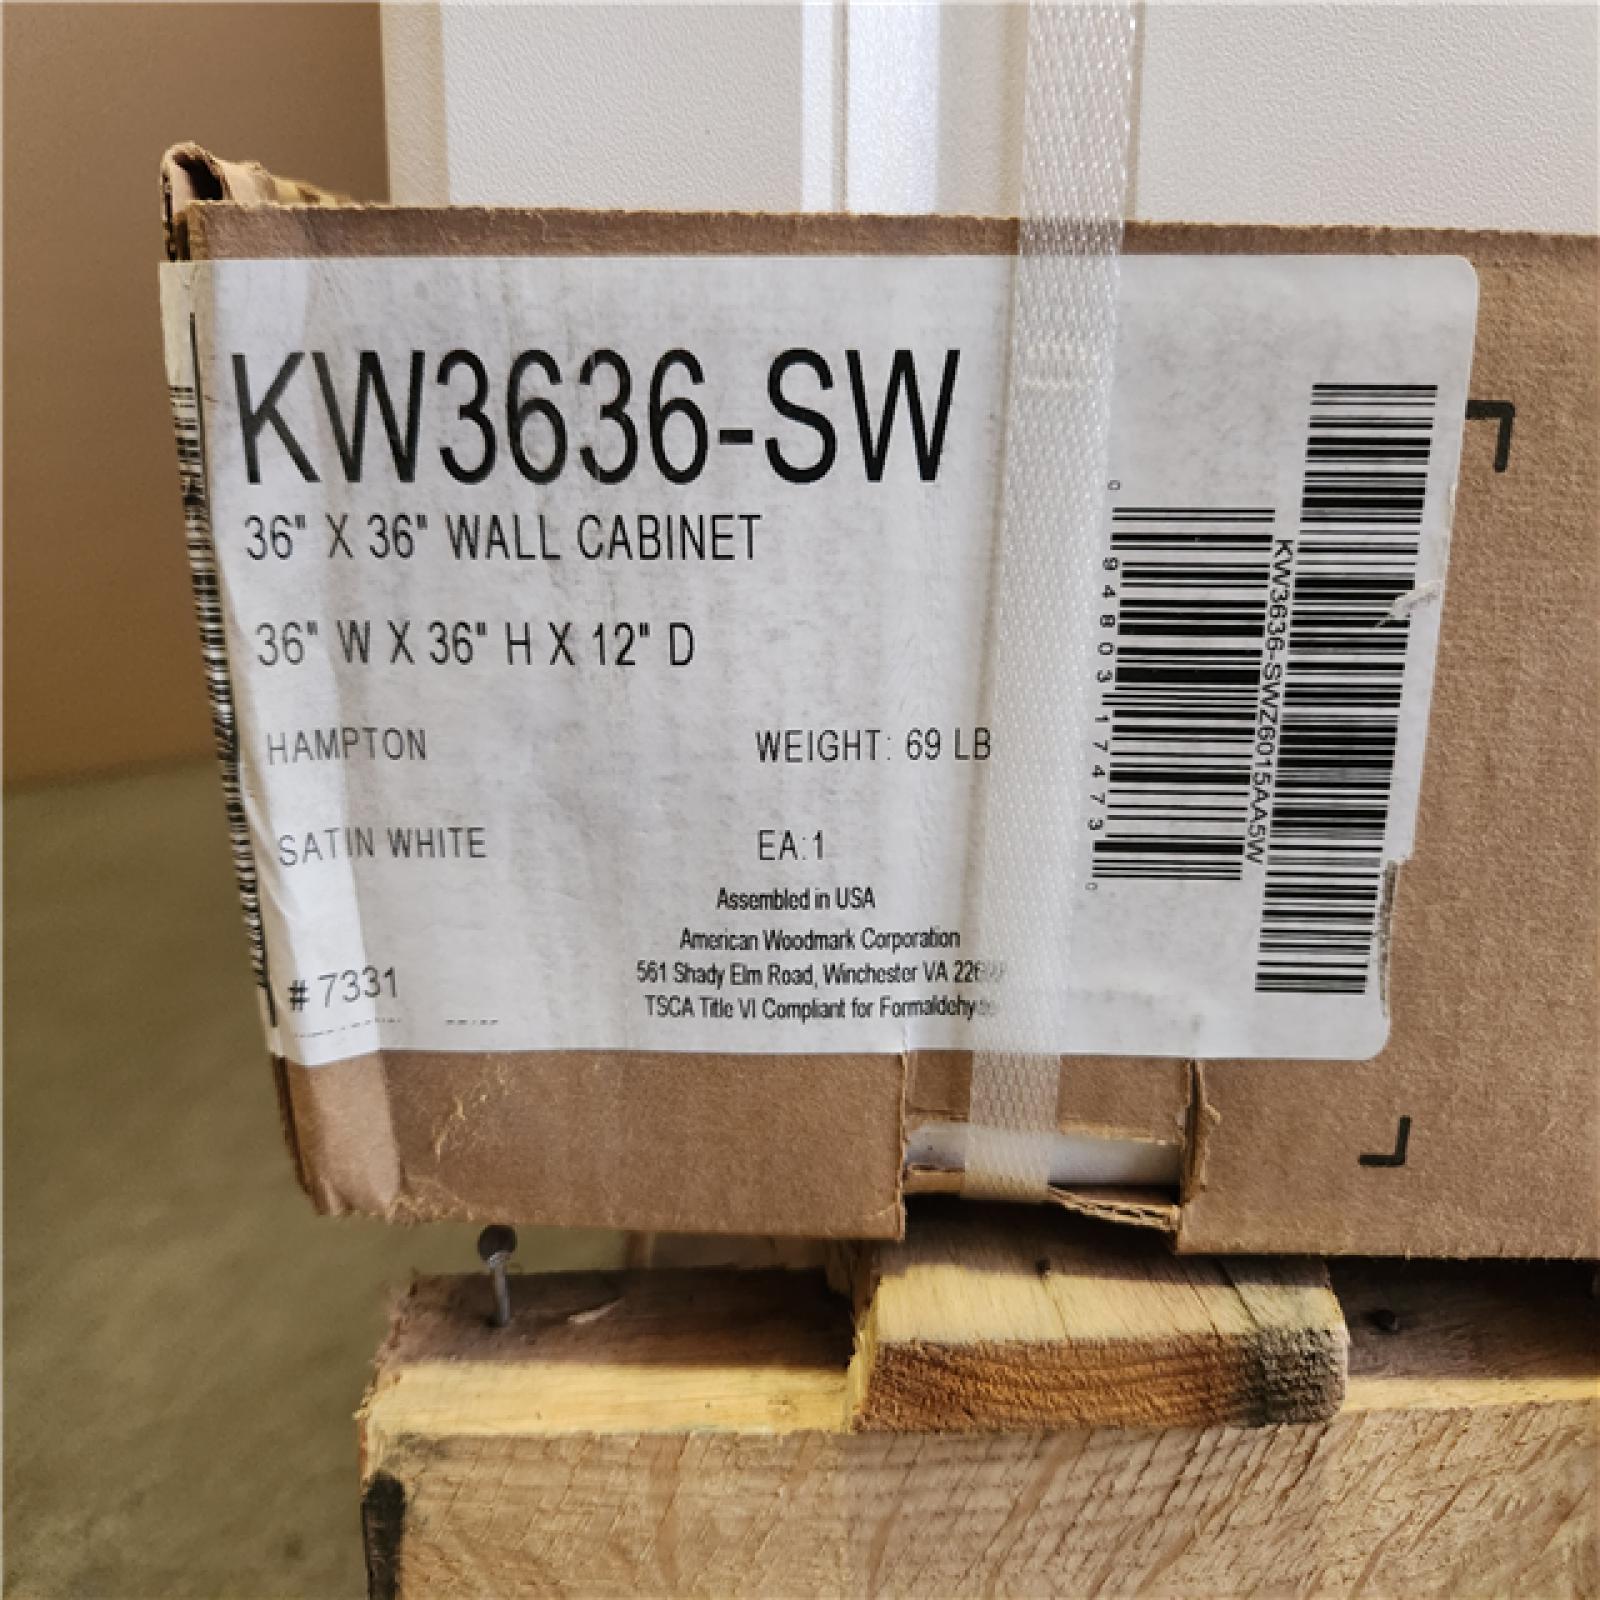 KW3636-SW
36" X 36" WALL CABINET
36" W X 36" H X 12" D
HAMPTON
WEIGHT: 69 LB
SATIN WHITE
EA:1
Assembled in USA
American Woodmark Corporation
561 Shady Elm Road, Winchester VA
TSCA Title VI Compliant for
#7331
0 94803 17473 0
KW3636-SWZ6015AA5W